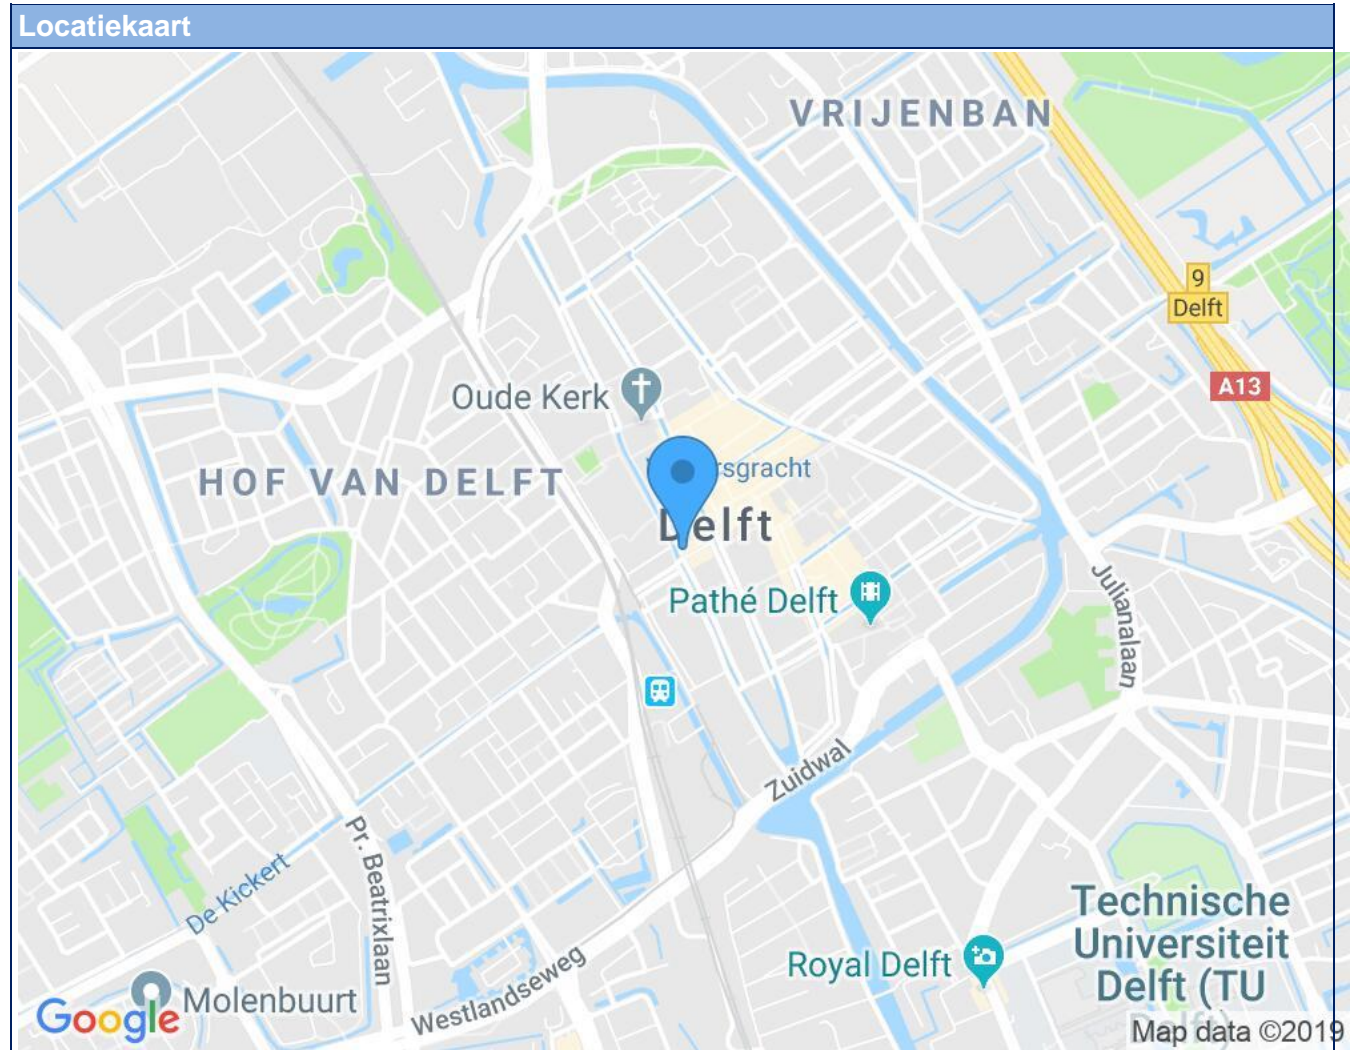 Locatiekaart
VRIJENBAN
9
Delft
A13
Oude Kerk
HOF VAN DELFT
rsgracht
Delft
Pathé Delft
Julianalaan
Zuidwal
Pr. Beatrixlaan
De Kickert
Technische
Universiteit
Delft (TU
Royal Delft
Molenbuurt
Westlandseweg
Google
Map data ©2019